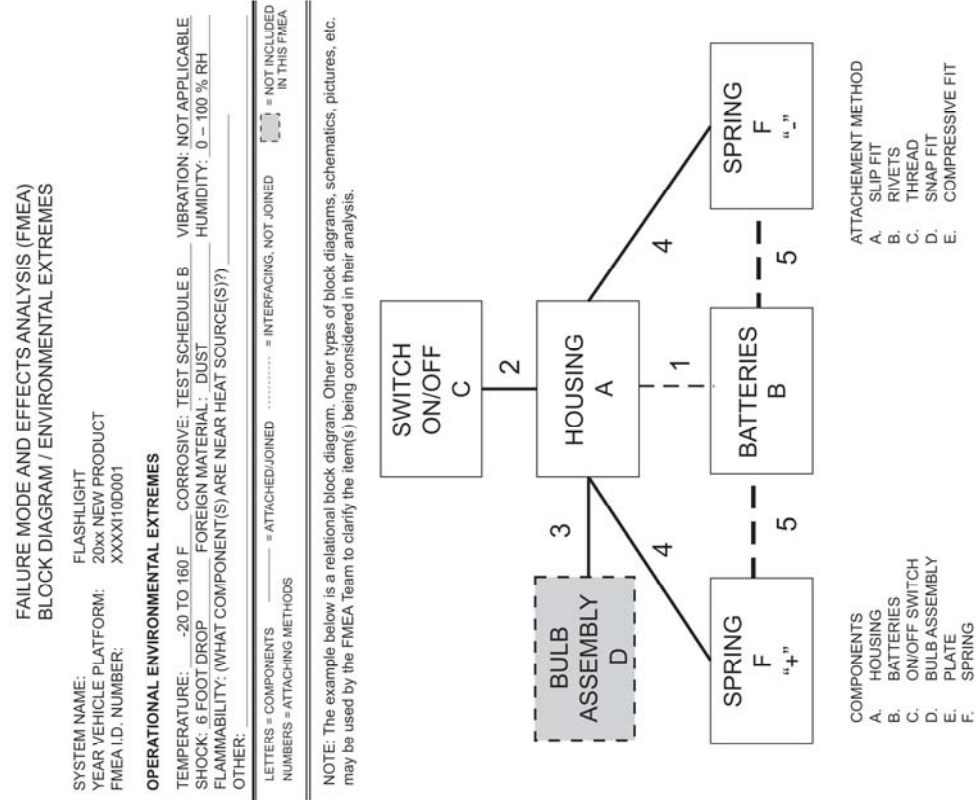 FAILURE MODE AND EFFECTS ANALYSIS (FMEA)
BLOCK DIAGRAM / ENVIRONMENTAL EXTREMES
SYSTEM NAME: FLASHLIGHT
YEAR VEHICLE PLATFORM: 20xx NEW PRODUCT
FMEA I.D. NUMBER: XXXXI10D001
OPERATIONAL ENVIRONMENTAL EXTREMES
TEMPERATURE: -20 TO 160 F CORROSIVE: TEST SCHEDULE B VIBRATION: NOT APPLICABLE
SHOCK: 6 FOOT DROP FOREIGN MATERIAL: DUST HUMIDITY: 0 – 100 % RH
FLAMMABILITY: (WHAT COMPONENT(S) ARE NEAR HEAT SOURCE(S)?)
OTHER:
LETTERS = COMPONENTS = ATTACHED/JOINED = INTERFACING, NOT JOINED = NOT INCLUDED
NUMBERS = ATTACHING METHODS IN THIS FMEA
NOTE: The example below is a relational block diagram. Other types of block diagrams, schematics, pictures, etc.
may be used by the FMEA Team to clarify the item(s) being considered in their analysis.
SWITCH
ON/OFF
C
2
BULB
ASSEMBLY
D
3
HOUSING
A
4
1
4
SPRING
F
“+”
5
BATTERIES
B
5
SPRING
F
“-”
COMPONENTS
A. HOUSING
B. BATTERIES
C. ON/OFF SWITCH
D. BULB ASSEMBLY
E. PLATE
F. SPRING
ATTACHEMENT METHOD
A. SLIP FIT
B. RIVETS
C. THREAD
D. SNAP FIT
E. COMPRESSIVE FIT